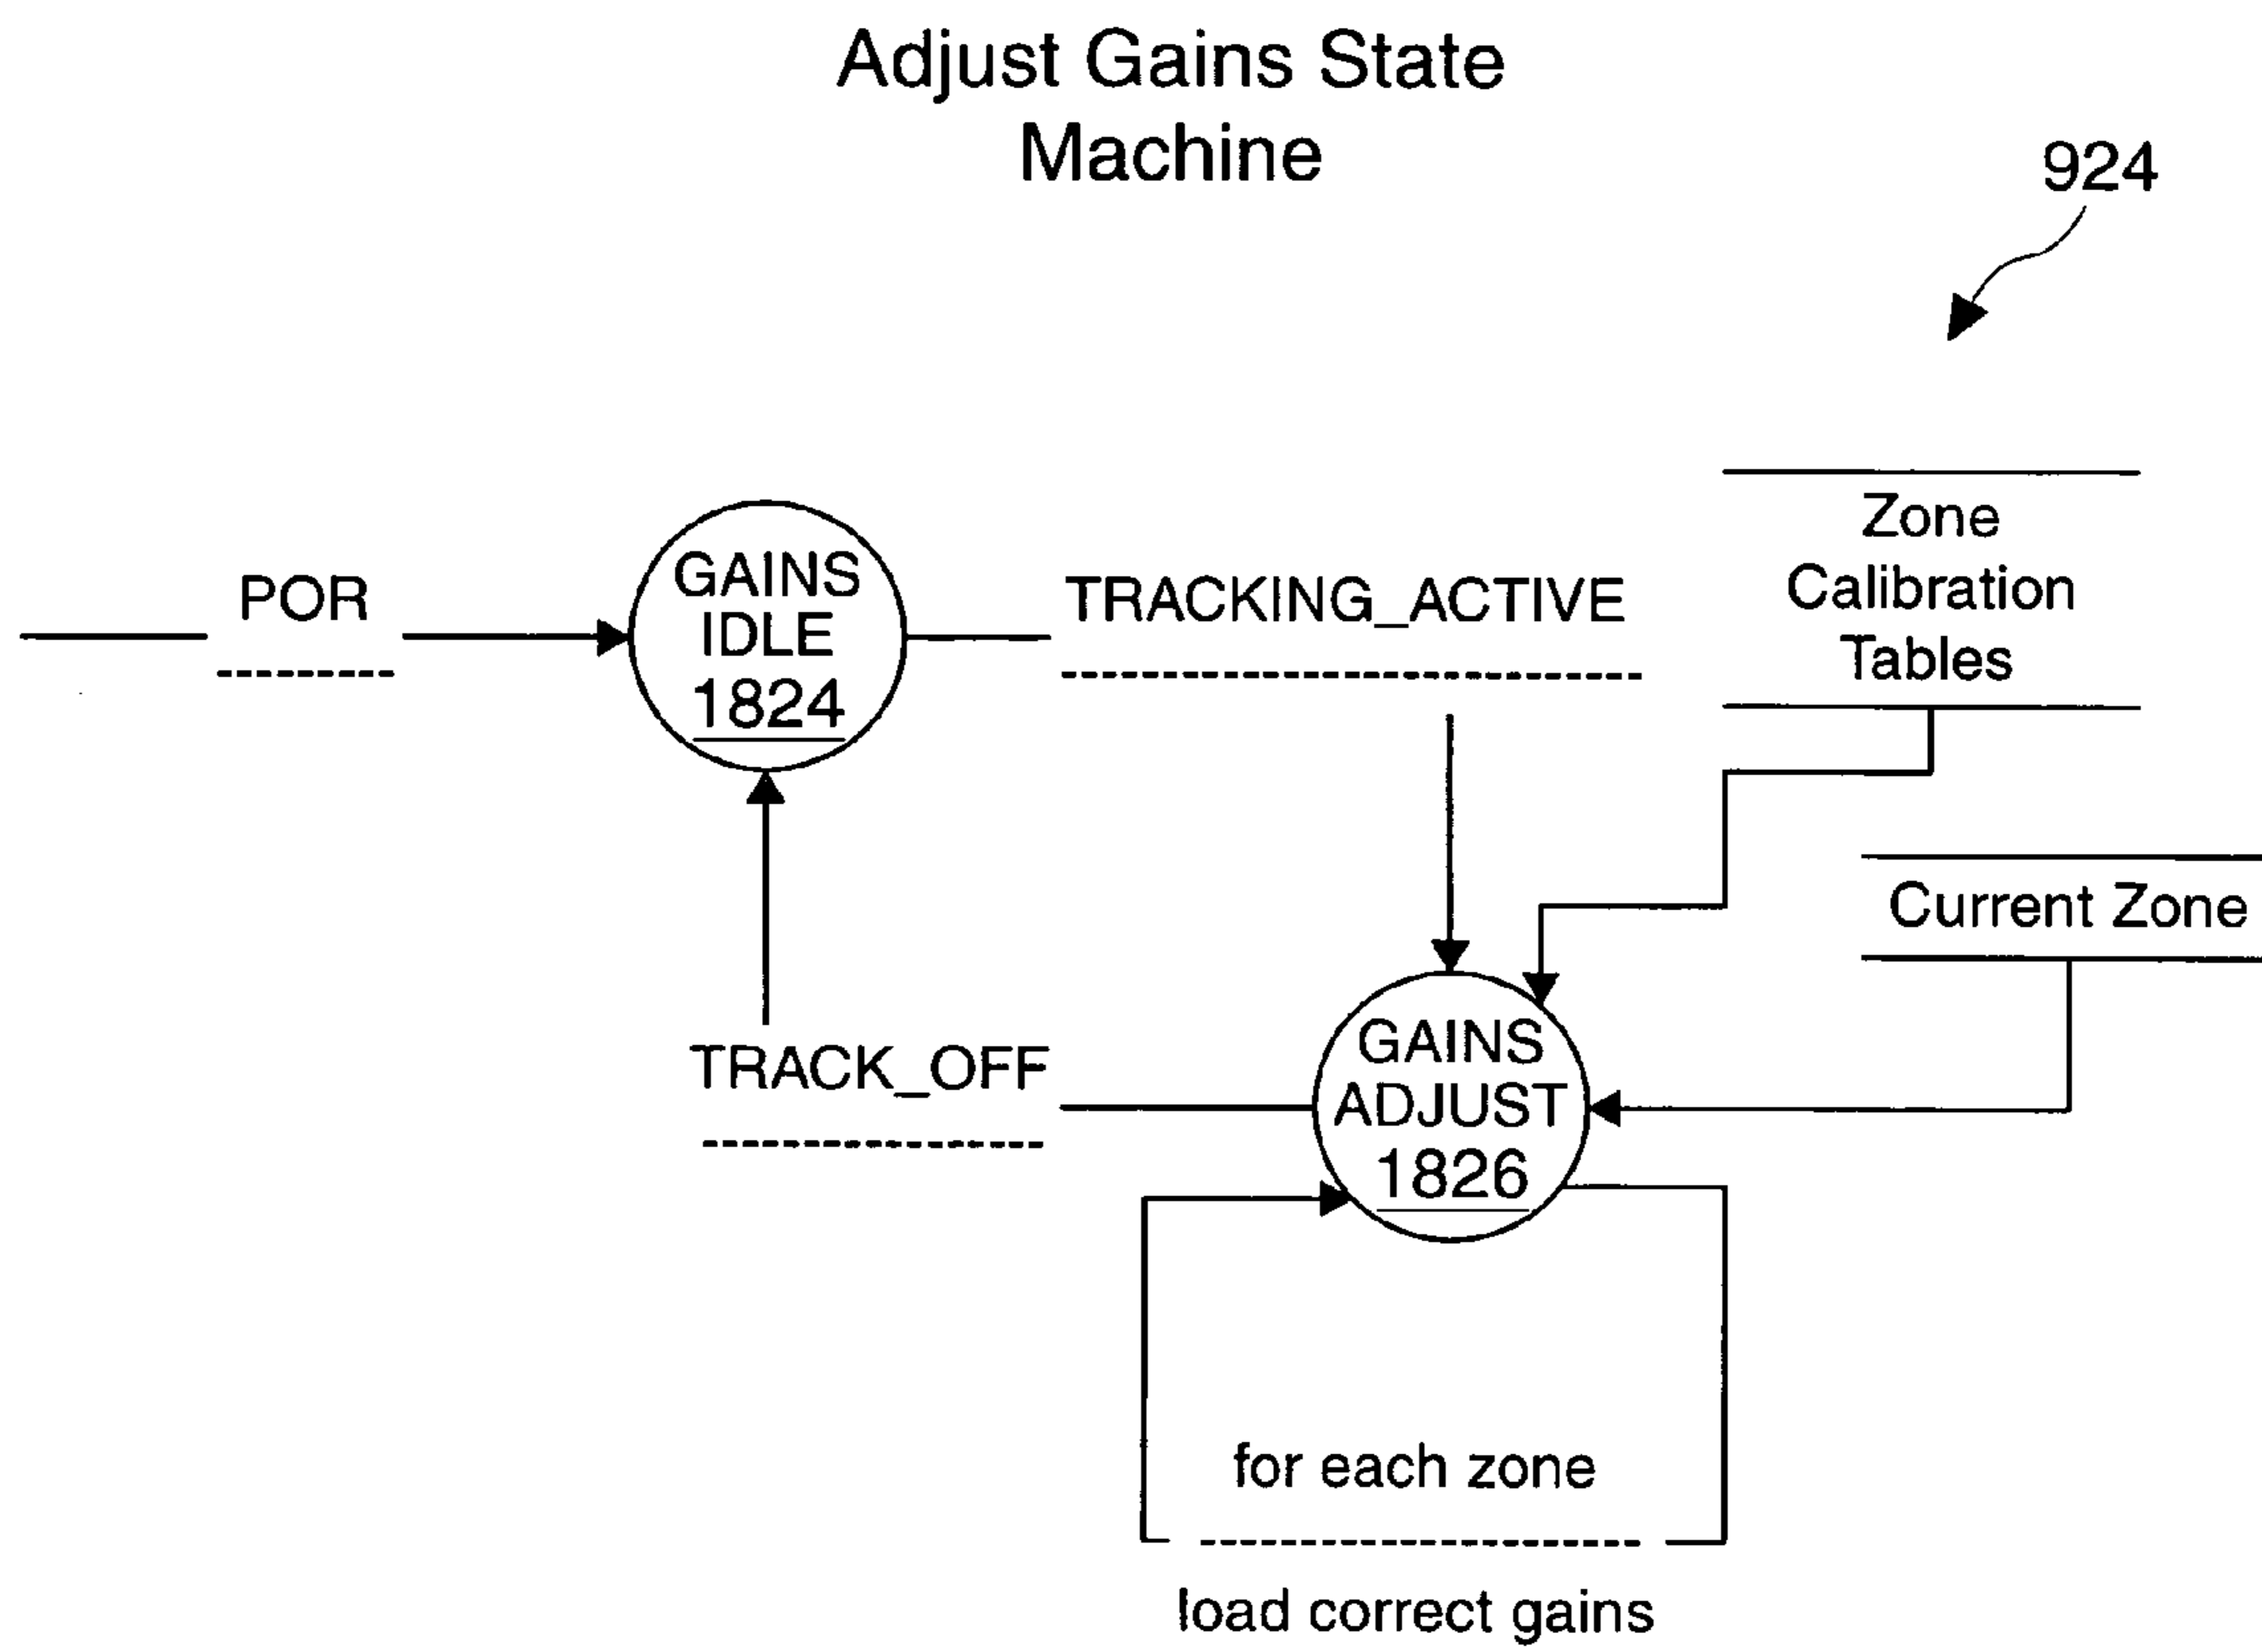 Adjust Gains State
Machine
924
POR
GAINS
IDLE
1824
TRACKING_ACTIVE
Zone
Calibration
Tables
Current Zone
TRACK_OFF
GAINS
ADJUST
1826
for each zone
load correct gains